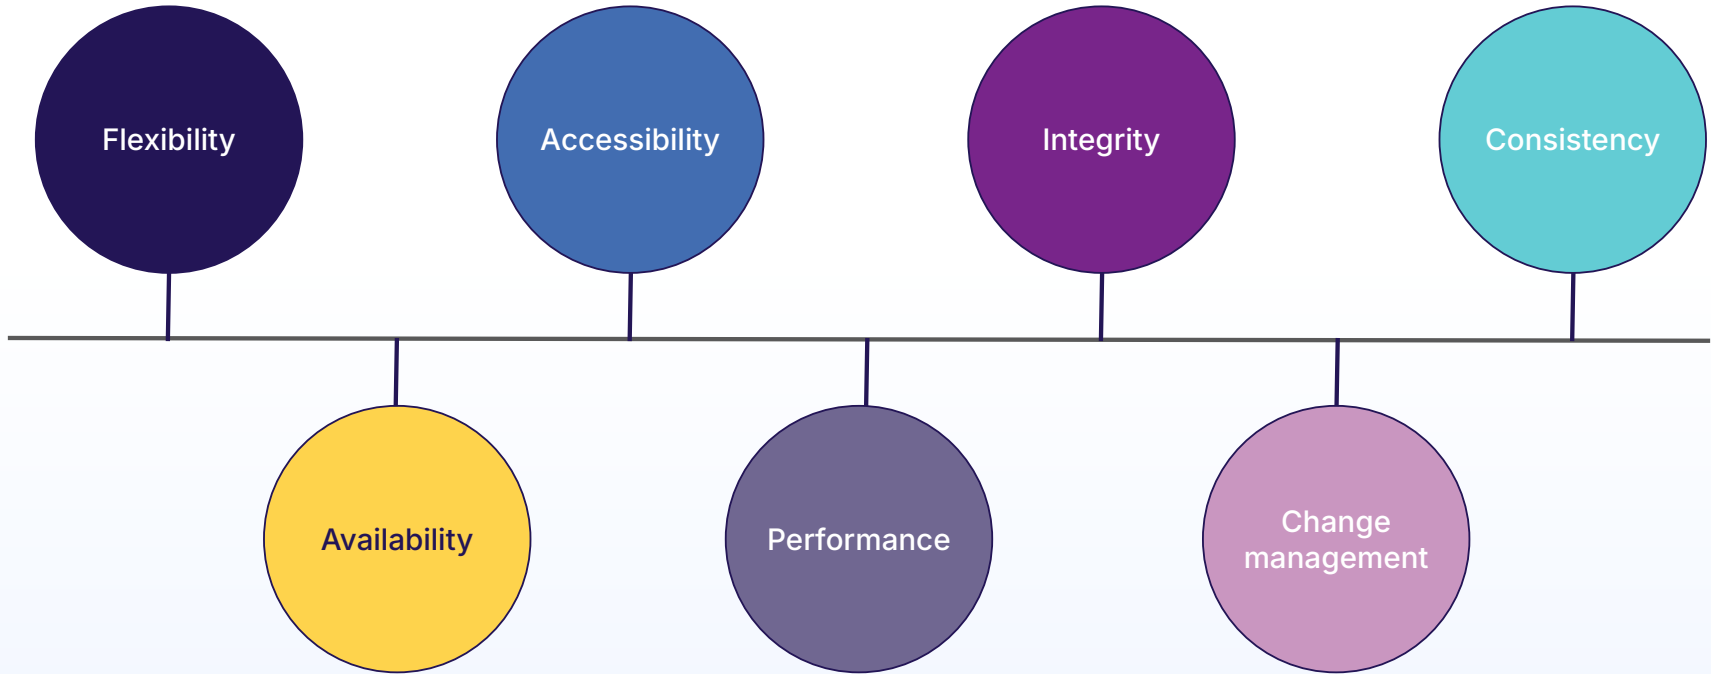 Flexibility
Accessibility
Integrity
Consistency
Availability
Performance
Change
management